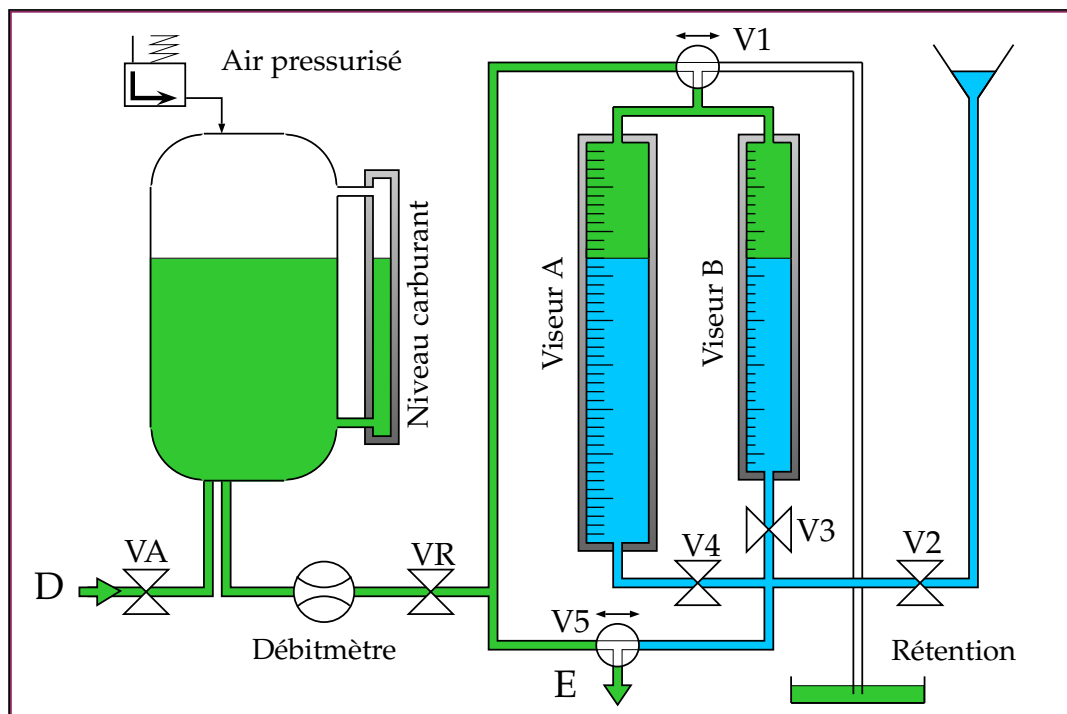 Air pressurisé
V1
Niveau carburant
Viseur A
Viseur B
VA
VR
V4
V3
V2
D
Débitmètre
V5
E
Rétention